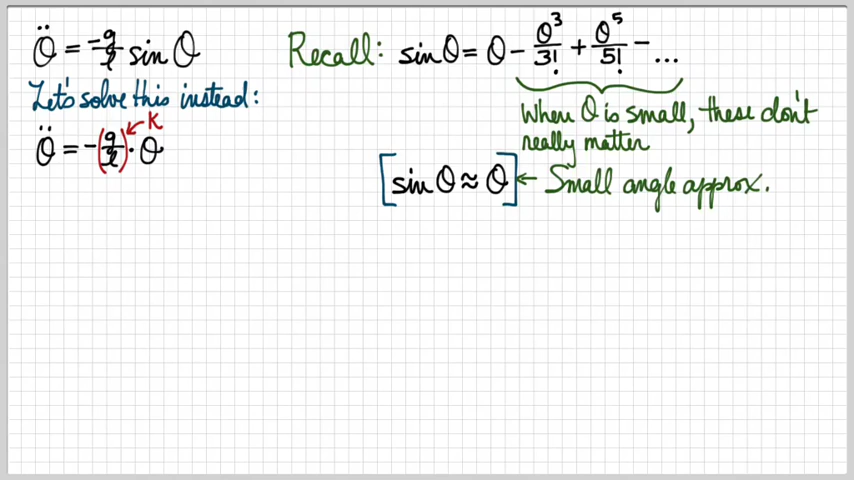 θ̈ = -g/ℓ sin θ
Recall: sin θ = θ - θ³/3! + θ⁵/5! - ...
Let's solve this instead:
When θ is small, these don't
really matter
θ̈ = -(g/ℓ) · θ
K
[sin θ ≈ θ] ← Small angle approx.